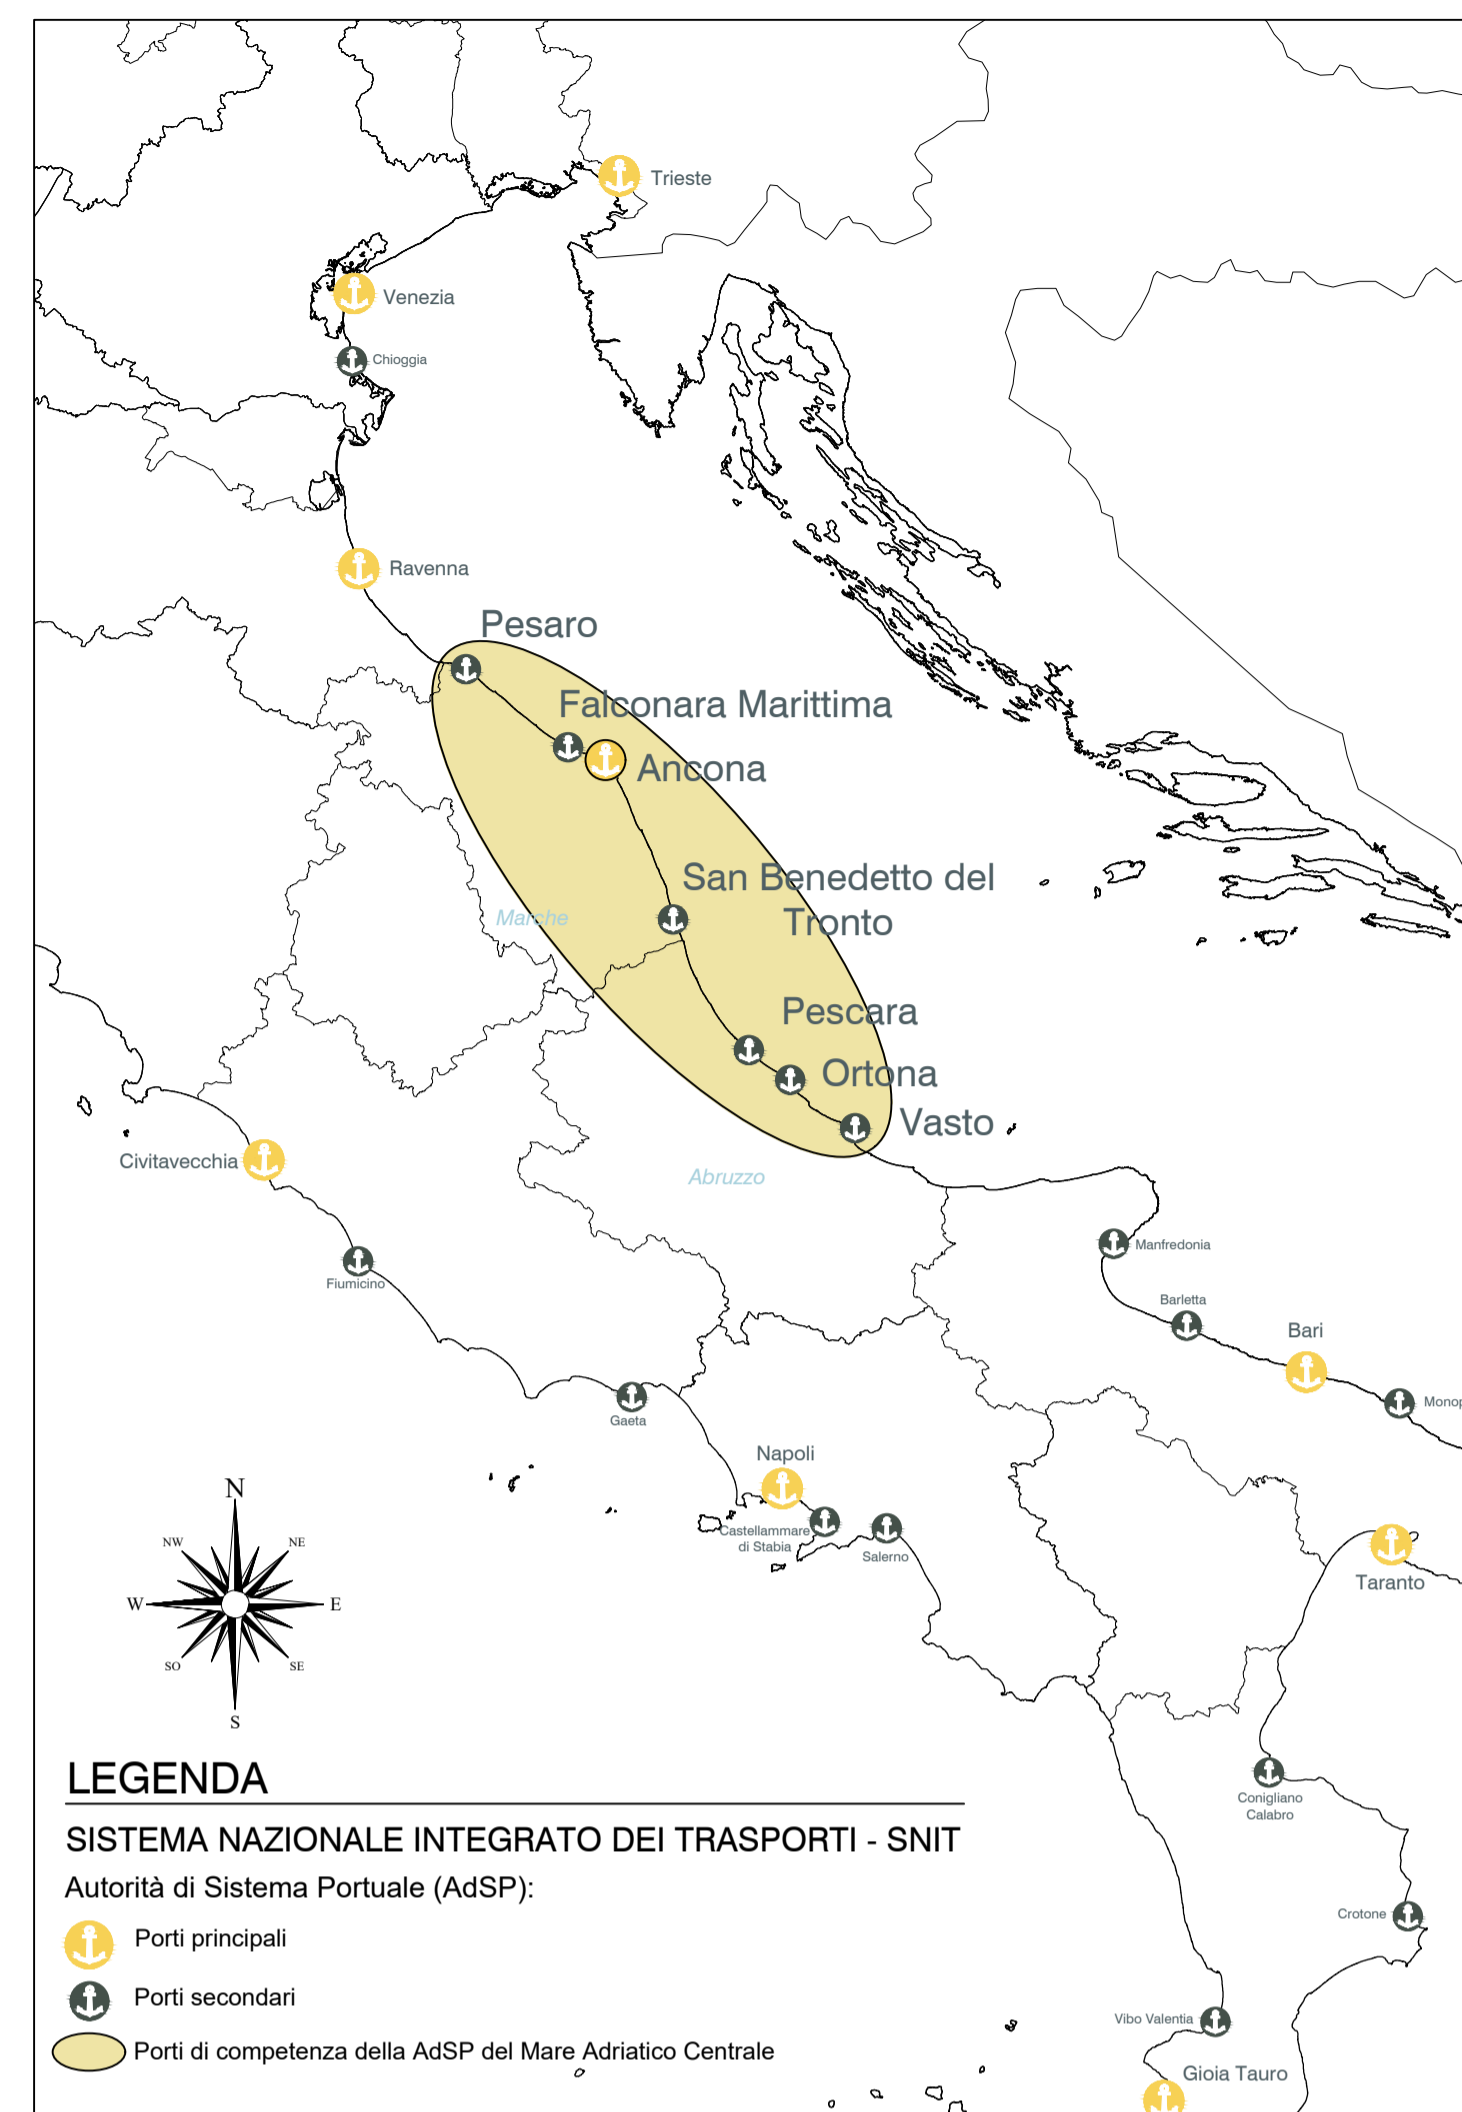 Trieste
Venezia
Chioggia
Ravenna
Pesaro
Falconara Marittima
Ancona
San Benedetto del
Tronto
Marche
Pescara
Ortona
Vasto
Abruzzo
Civitavecchia
Fiumicino
Manfredonia
Barletta
Bari
Monop
Gaeta
Napoli
Castellammare
di Stabia
Salerno
Taranto
N
NW
NE
W
E
SO
SE
S
Conigliano
Calabro
Crotone
Vibo Valentia
Gioia Tauro
LEGENDA
SISTEMA NAZIONALE INTEGRATO DEI TRASPORTI - SNIT
Autorità di Sistema Portuale (AdSP):
Porti principali
Porti secondari
Porti di competenza della AdSP del Mare Adriatico Centrale